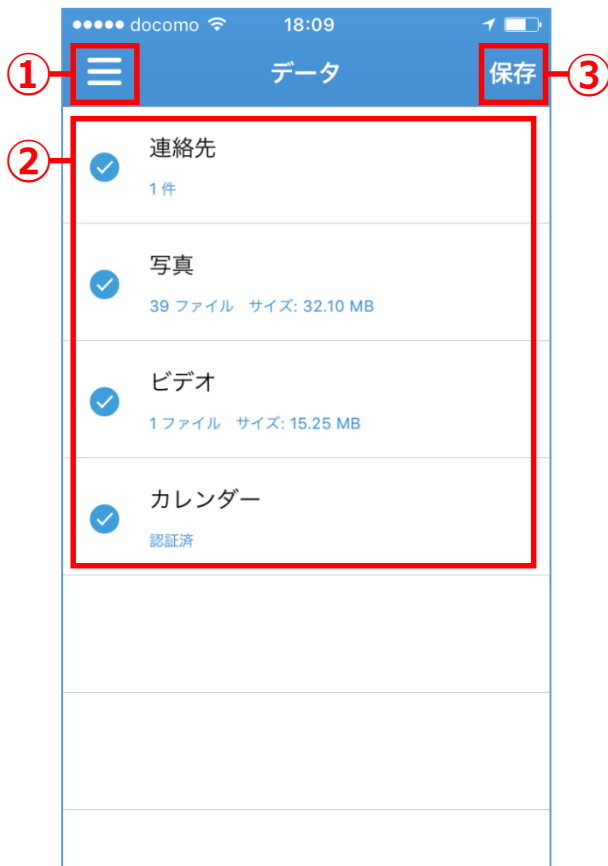 docomo 18:09
① データ 保存 ③
②
連絡先
1 件
写真
39 ファイル サイズ: 32.10 MB
ビデオ
1 ファイル サイズ: 15.25 MB
カレンダー
認証済